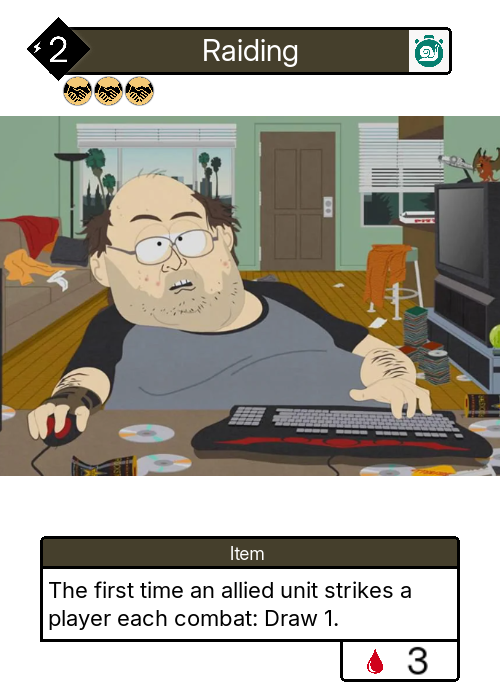 2
Raiding
Item
The first time an allied unit strikes a
player each combat: Draw 1.
3